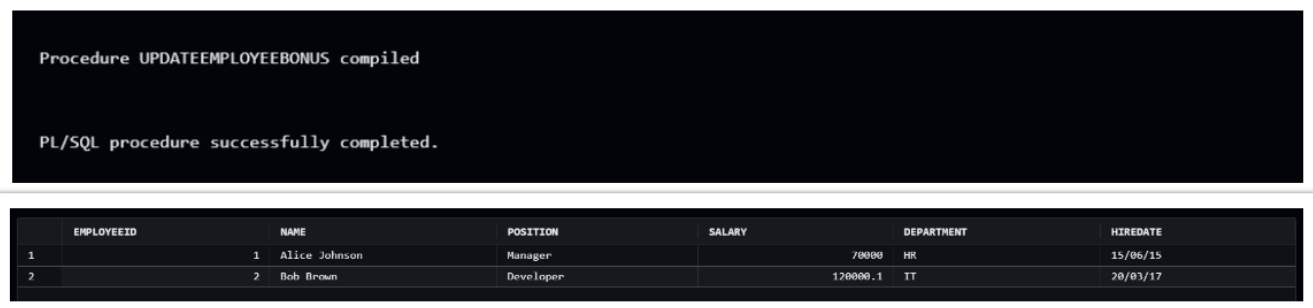 Procedure UPDATEEMPLOYEEBONUS compiled
PL/SQL procedure successfully completed.
EMPLOYEEID NAME POSITION SALARY DEPARTMENT HIREDATE
1 1 Alice Johnson Manager 70000 HR 15/06/15
2 2 Bob Brown Developer 120000.1 IT 20/03/17